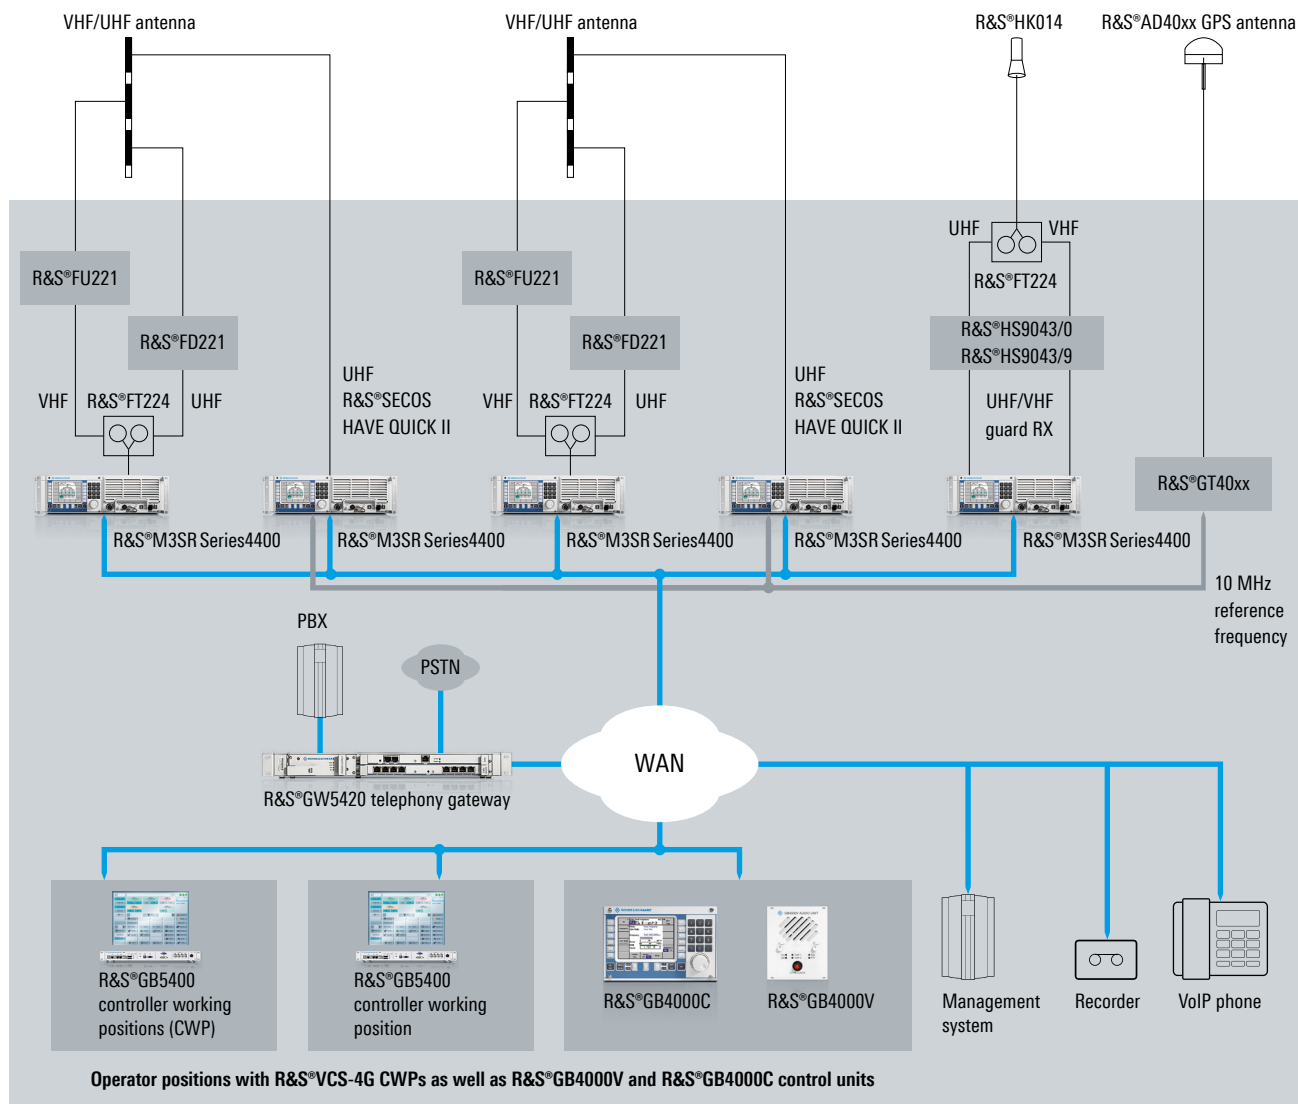 VHF/UHF antenna
VHF/UHF antenna
R&S®HK014
R&S®AD40xx GPS antenna
UHF
VHF
R&S®FT224
R&S®FU221
R&S®FD221
R&S®FU221
R&S®FD221
R&S®HS9043/0
R&S®HS9043/9
VHF
R&S®FT224
UHF
UHF
R&S®SECOS
HAVE QUICK II
VHF
R&S®FT224
UHF
UHF
R&S®SECOS
HAVE QUICK II
UHF/VHF
guard RX
R&S®GT40xx
R&S®M3SR Series4400
R&S®M3SR Series4400
R&S®M3SR Series4400
R&S®M3SR Series4400
R&S®M3SR Series4400
10 MHz
reference
frequency
PBX
PSTN
WAN
R&S®GW5420 telephony gateway
R&S®GB5400
controller working
positions (CWP)
R&S®GB5400
controller working
position
R&S®GB4000C
R&S®GB4000V
Management
system
Recorder
VoIP phone
Operator positions with R&S®VCS-4G CWPs as well as R&S®GB4000V and R&S®GB4000C control units